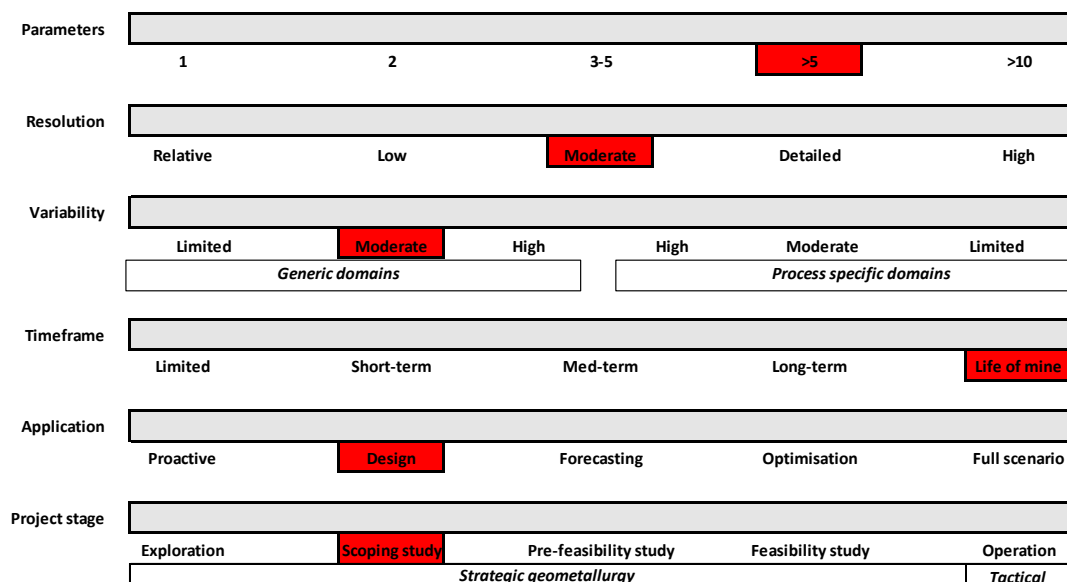 Parameters
1 2 3-5 >5 >10
Resolution
Relative Low Moderate Detailed High
Variability
Limited Moderate High High Moderate Limited
Generic domains Process specific domains
Timeframe
Limited Short-term Med-term Long-term Life of mine
Application
Proactive Design Forecasting Optimisation Full scenario
Project stage
Exploration Scoping study Pre-feasibility study Feasibility study Operation
Strategic geometallurgy Tactical